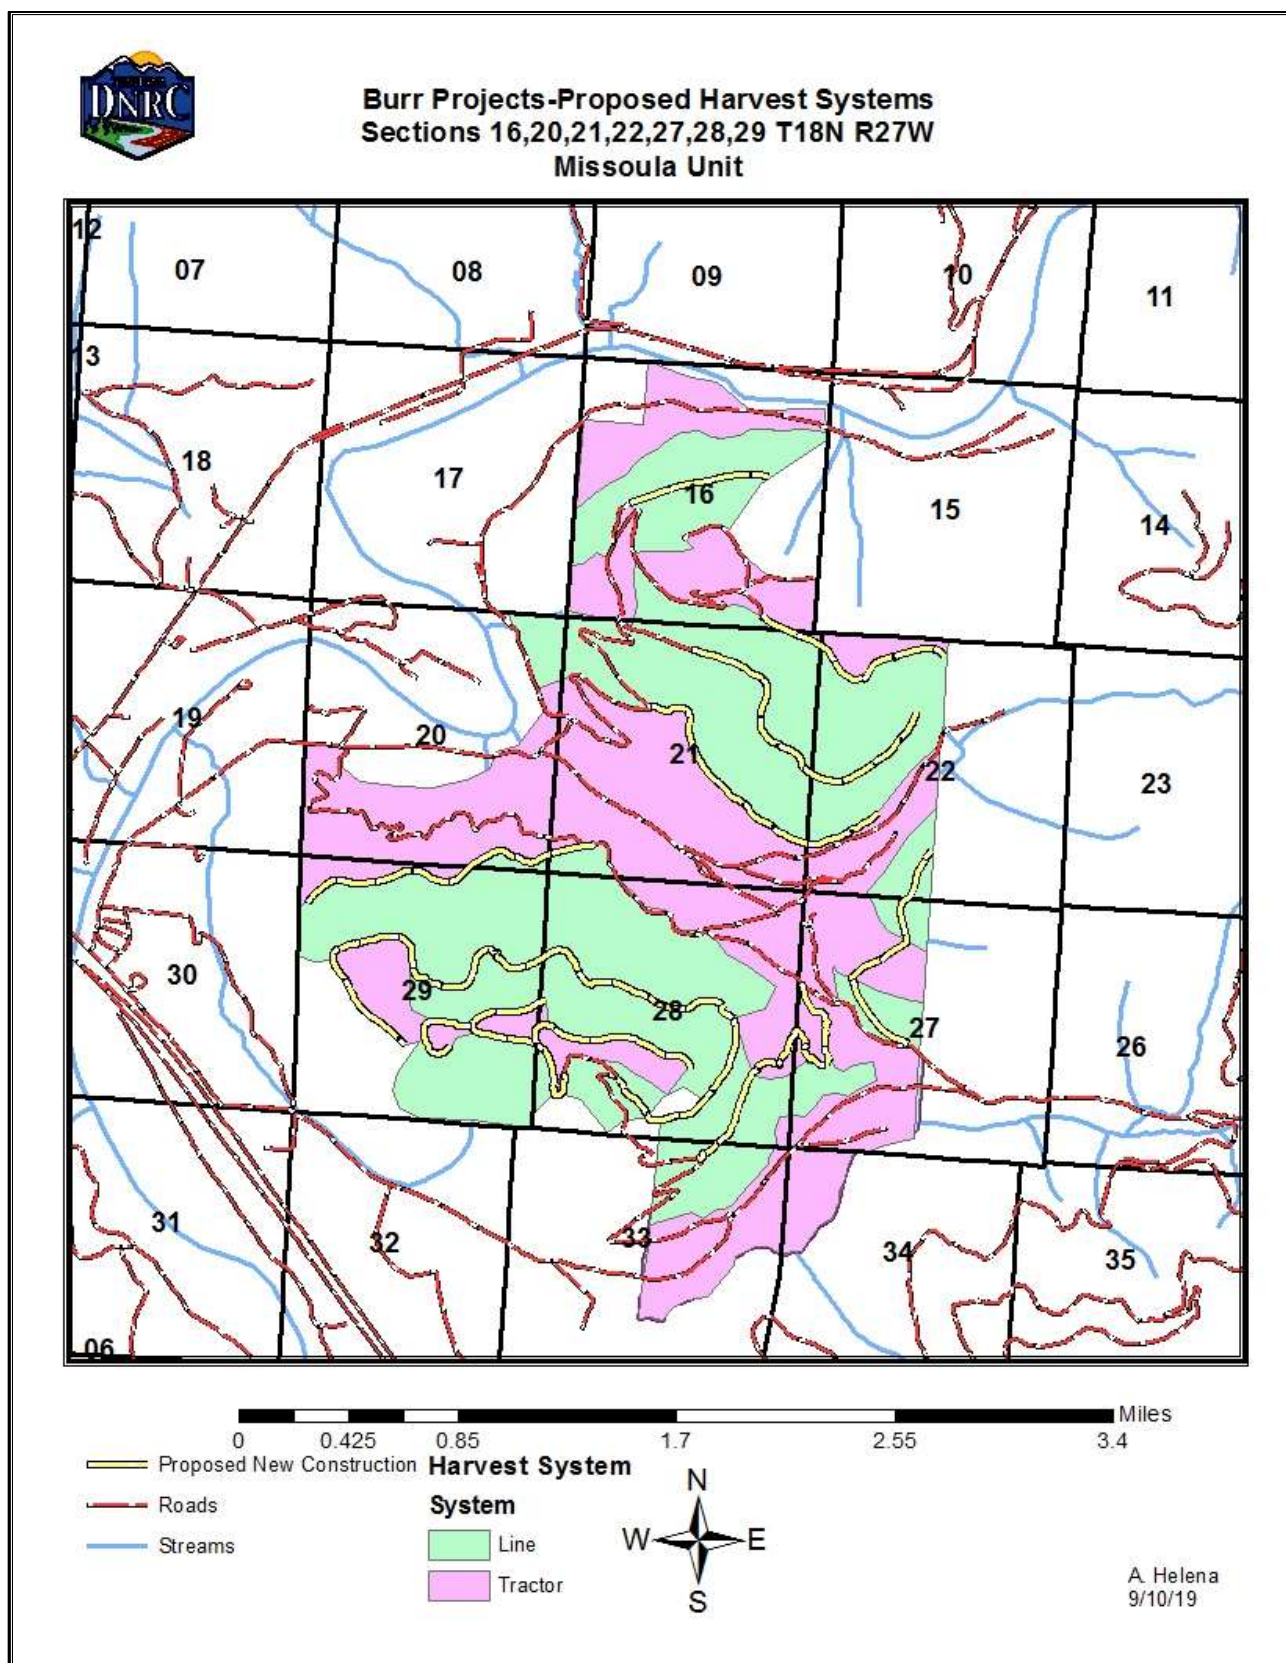 DNRC
Burr Projects-Proposed Harvest Systems
Sections 16,20,21,22,27,28,29 T18N R27W
Missoula Unit
12
07
08
09
10
11
13
18
17
16
15
14
19
20
21
22
23
30
29
28
27
26
31
32
33
34
35
06
Miles
0 0.425 0.85 1.7 2.55 3.4
Proposed New Construction
Roads
Streams
Harvest System
System
Line
Tractor
N
W E
S
A. Helena
9/10/19